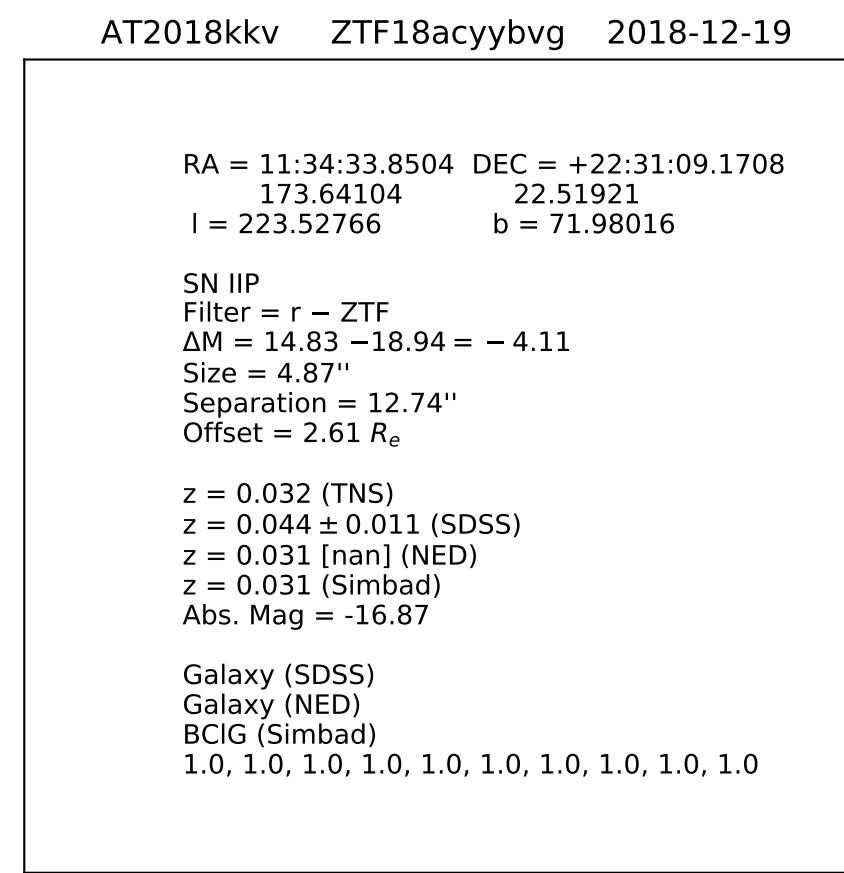 AT2018kkv ZTF18acyybvg 2018-12-19
RA = 11:34:33.8504 DEC = +22:31:09.1708
173.64104 22.51921
l = 223.52766 b = 71.98016
SN IIP
Filter = r − ZTF
ΔM = 14.83 −18.94 = − 4.11
Size = 4.87''
Separation = 12.74''
Offset = 2.61 Re
z = 0.032 (TNS)
z = 0.044 ± 0.011 (SDSS)
z = 0.031 [nan] (NED)
z = 0.031 (Simbad)
Abs. Mag = -16.87
Galaxy (SDSS)
Galaxy (NED)
BClG (Simbad)
1.0, 1.0, 1.0, 1.0, 1.0, 1.0, 1.0, 1.0, 1.0, 1.0